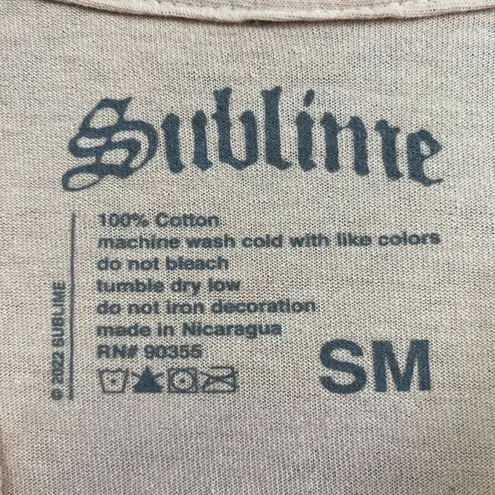 Sublime
100% Cotton
machine wash cold with like colors
do not bleach
tumble dry low
do not iron decoration
made in Nicaragua
RN# 90355
SM
© 2022 SUBLIME